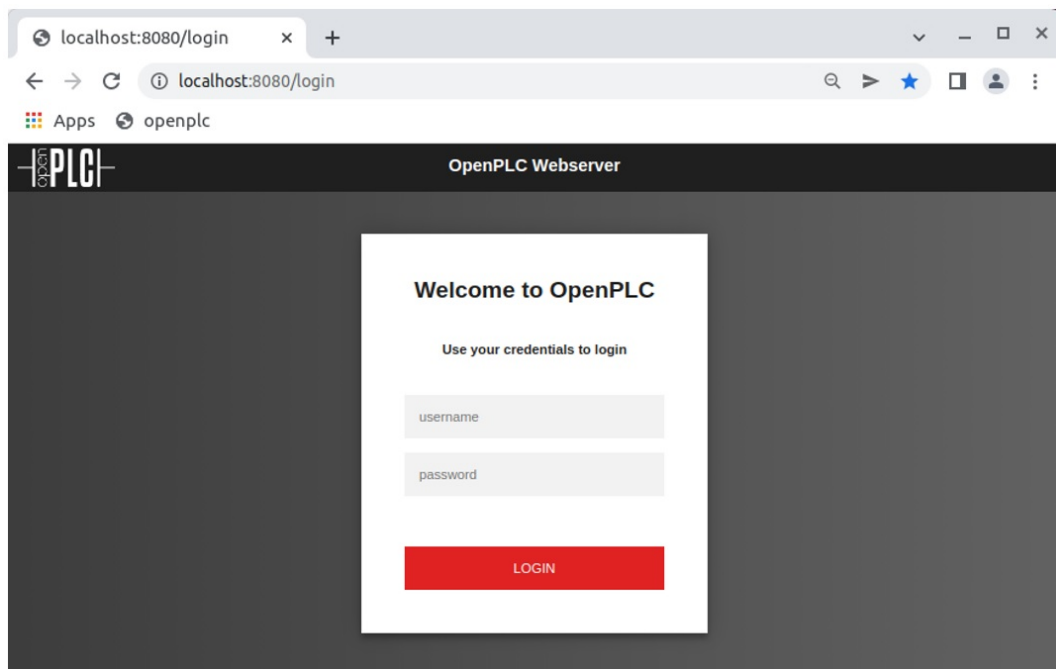 localhost:8080/login
localhost:8080/login
Apps openplc
open PLC OpenPLC Webserver
Welcome to OpenPLC
Use your credentials to login
username
password
LOGIN